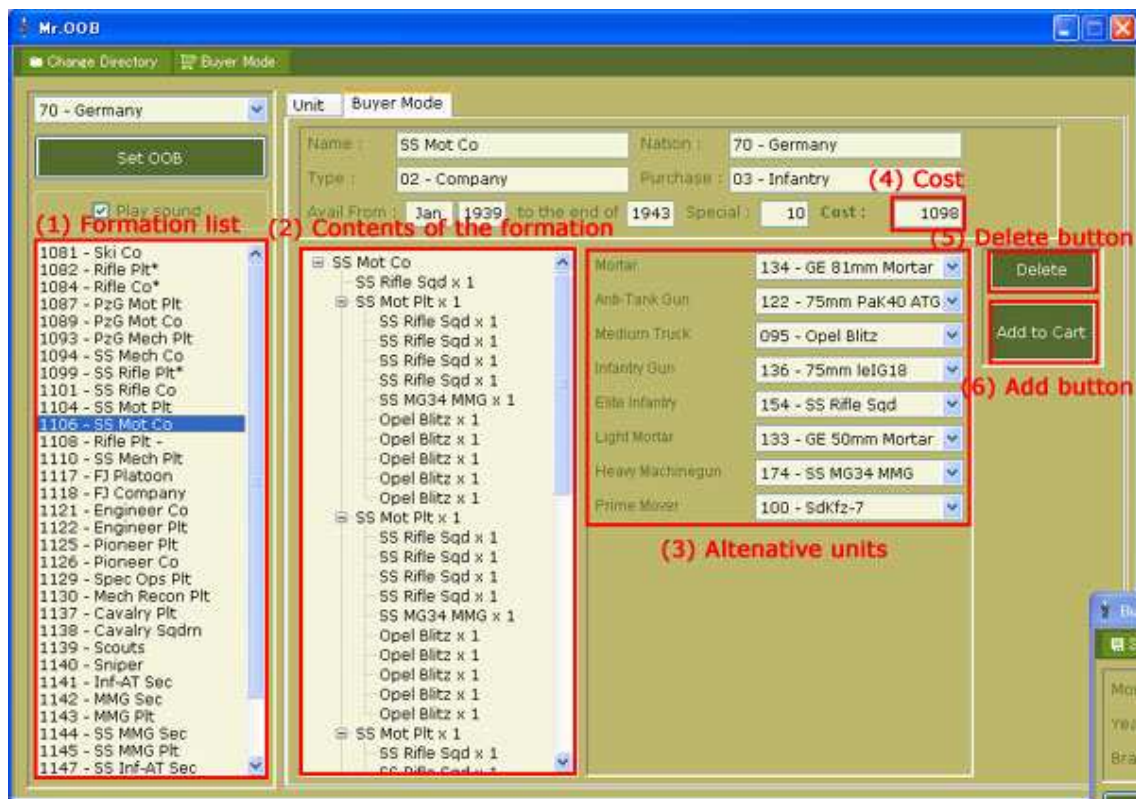 Mr.OOB
Change Directory Buyer Mode
70 - Germany
Set OOB
Play sound
(1) Formation list
1081 - Ski Co
1082 - Rifle Plt*
1084 - Rifle Co*
1087 - PzG Mot Plt
1089 - PzG Mot Co
1093 - PzG Mech Plt
1094 - SS Mech Co
1099 - SS Rifle Plt*
1101 - SS Rifle Co
1104 - SS Mot Plt
1106 - SS Mot Co
1108 - Rifle Plt -
1110 - SS Mech Plt
1117 - FJ Platoon
1118 - FJ Company
1121 - Engineer Co
1122 - Engineer Plt
1125 - Pioneer Plt
1126 - Pioneer Co
1129 - Spec Ops Plt
1130 - Mech Recon Plt
1137 - Cavalry Plt
1138 - Cavalry Sqdrn
1139 - Scouts
1140 - Sniper
1141 - Inf-AT Sec
1142 - MMG Sec
1143 - MMG Plt
1144 - SS MMG Sec
1145 - SS MMG Plt
1147 - SS Inf-AT Sec
Unit Buyer Mode
Name : SS Mot Co Nation : 70 - Germany
Type : 02 - Company Purchase : 03 - Infantry
(4) Cost
Avail From : Jan 1939 to the end of 1943 Special : 10 Cost : 1098
(2) Contents of the formation
SS Mot Co
SS Rifle Sqd x 1
SS Mot Plt x 1
SS Rifle Sqd x 1
SS Rifle Sqd x 1
SS Rifle Sqd x 1
SS Rifle Sqd x 1
SS MG34 MMG x 1
Opel Blitz x 1
Opel Blitz x 1
Opel Blitz x 1
Opel Blitz x 1
Opel Blitz x 1
SS Mot Plt x 1
SS Rifle Sqd x 1
SS Rifle Sqd x 1
SS Rifle Sqd x 1
SS Rifle Sqd x 1
SS MG34 MMG x 1
Opel Blitz x 1
Opel Blitz x 1
Opel Blitz x 1
Opel Blitz x 1
Opel Blitz x 1
SS Mot Plt x 1
SS Rifle Sqd x 1
SS Rifle Sqd x 1
Mortar 134 - GE 81mm Mortar
Anti-Tank Gun 122 - 75mm PaK40 ATG
Medium Truck 095 - Opel Blitz
Infantry Gun 136 - 75mm leIG18
Elite Infantry 154 - SS Rifle Sqd
Light Mortar 133 - GE 50mm Mortar
Heavy Machinegun 174 - SS MG34 MMG
Prime Mover 100 - SdKfz-7
(3) Altenative units
(5) Delete button
Delete
Add to Cart
(6) Add button